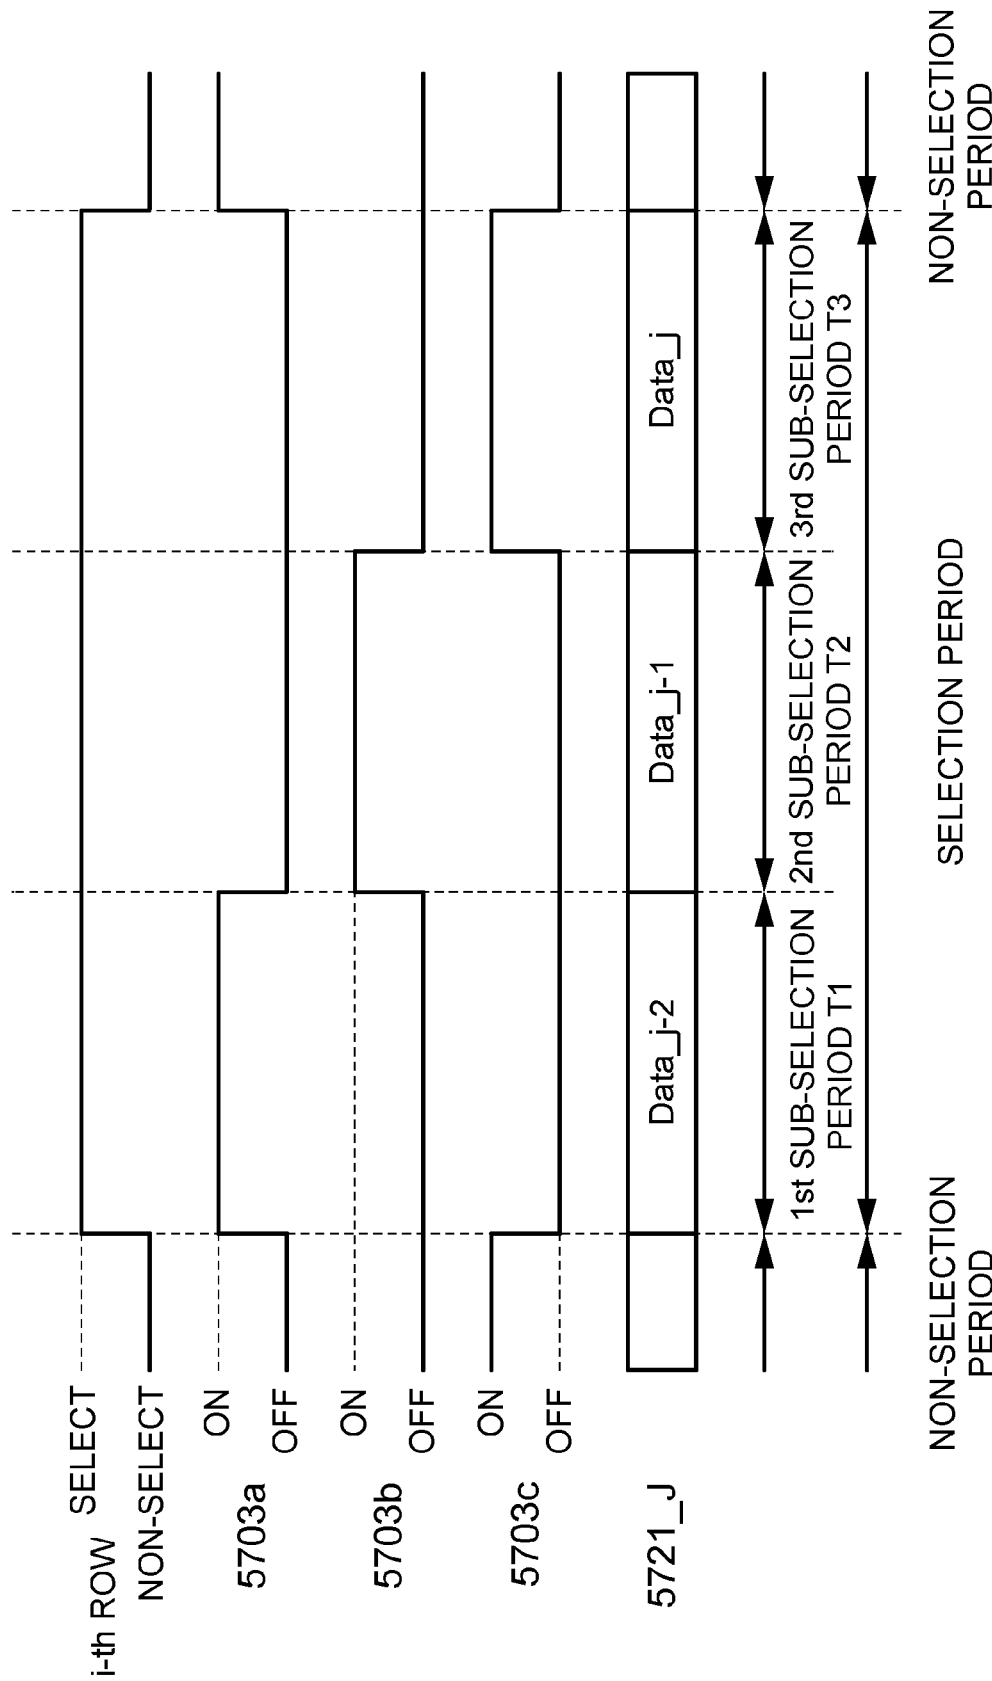 i-th ROW
SELECT
NON-SELECT
5703a
ON
OFF
5703b
ON
OFF
5703c
ON
OFF
5721_J
Data_j-2
Data_j-1
Data_j
1st SUB-SELECTION
PERIOD T1
2nd SUB-SELECTION
PERIOD T2
3rd SUB-SELECTION
PERIOD T3
NON-SELECTION
PERIOD
SELECTION PERIOD
NON-SELECTION
PERIOD